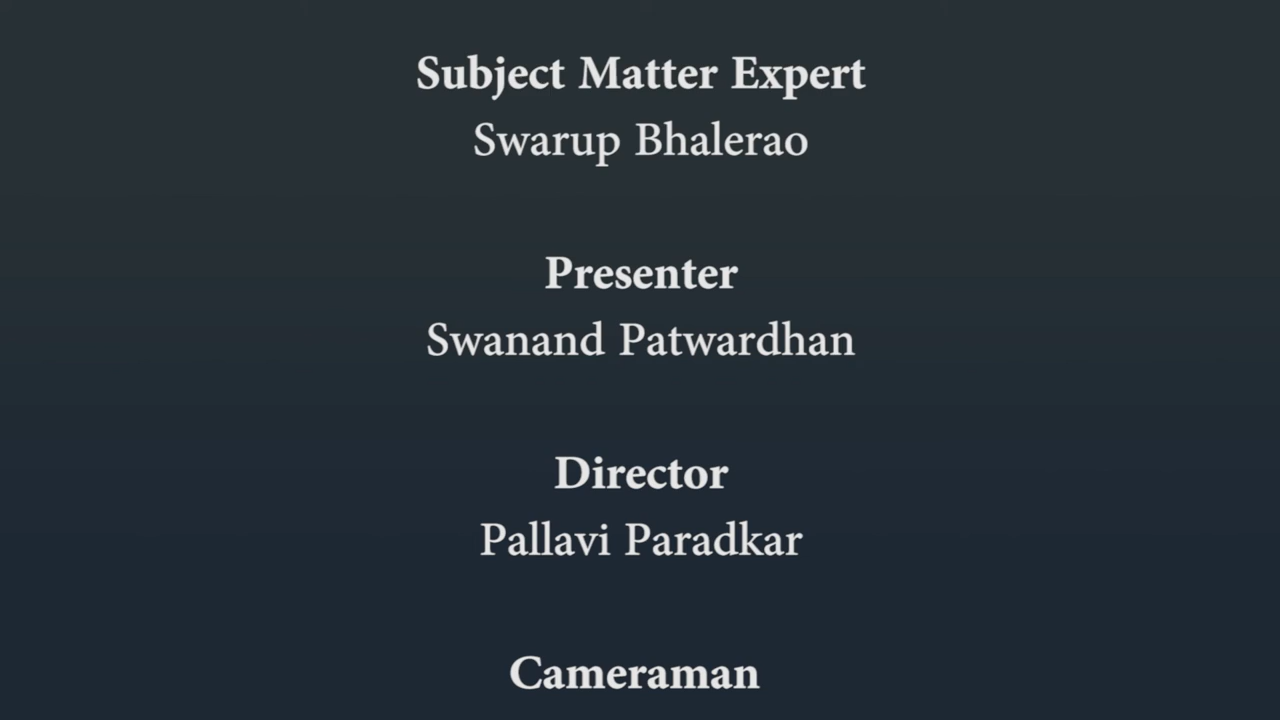 Subject Matter Expert
Swarup Bhalerao
Presenter
Swanand Patwardhan
Director
Pallavi Paradkar
Cameraman